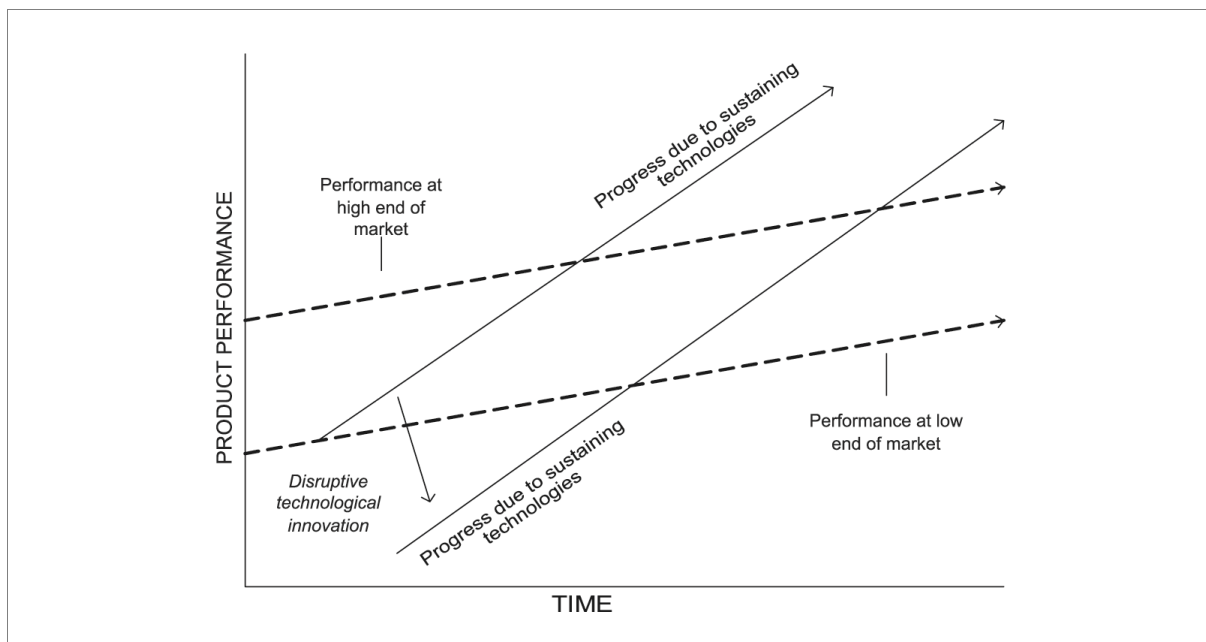 Progress due to sustaining
technologies
Performance at
high end of
market
PRODUCT PERFORMANCE
Performance at low
end of market
Disruptive
technological
innovation
Progress due to sustaining
technologies
TIME